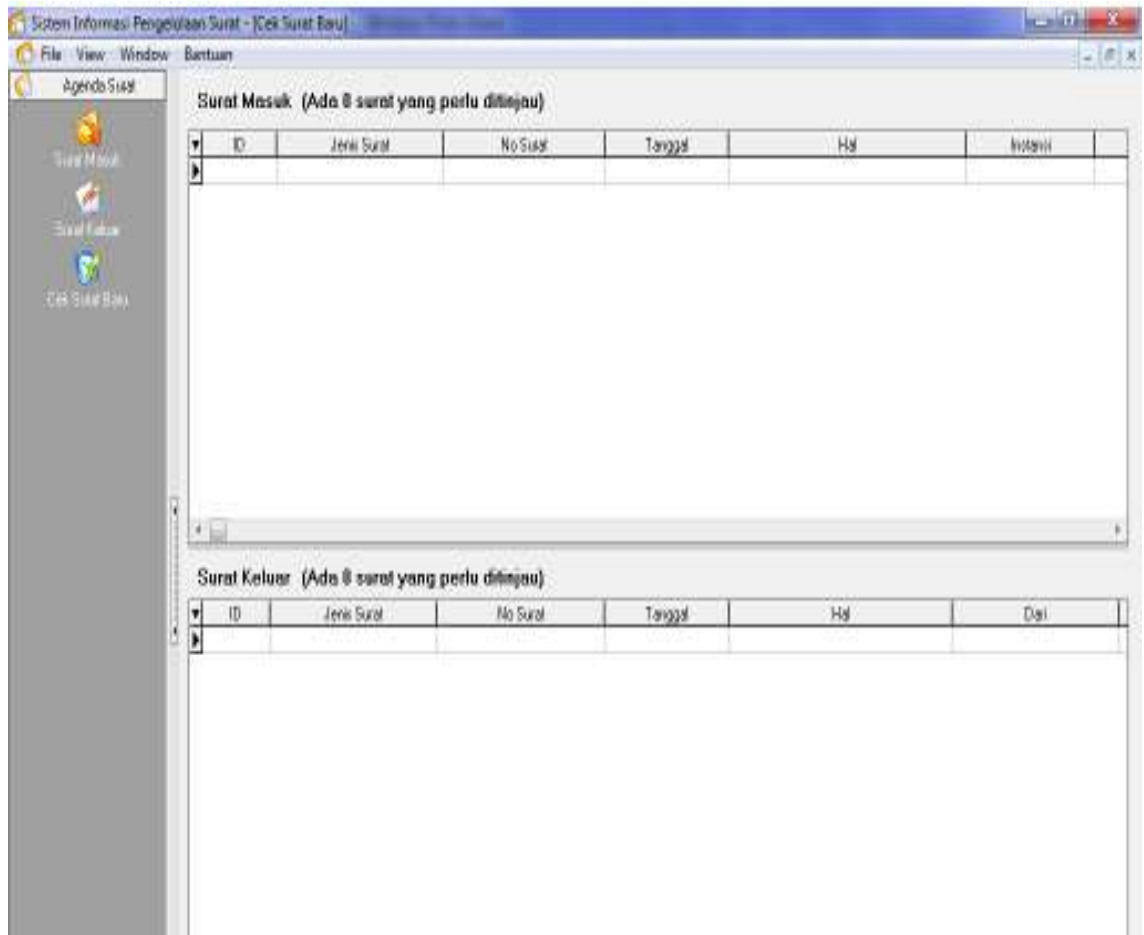 Sistem Informasi Pengelolaan Surat - [Cek Surat Baru]
File View Window Bantuan
Agenda Surat
Surat Masuk
Surat Keluar
Cek Surat Baru
Surat Masuk (Ada 0 surat yang perlu ditinjau)
ID Jenis Surat No Surat Tanggal Hal Instansi
Surat Keluar (Ada 0 surat yang perlu ditinjau)
ID Jenis Surat No Surat Tanggal Hal Dari